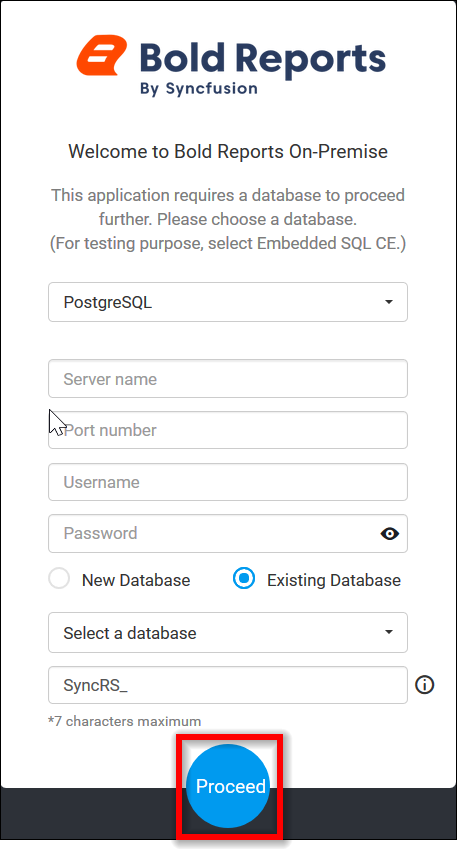 Bold Reports
By Syncfusion
Welcome to Bold Reports On-Premise
This application requires a database to proceed
further. Please choose a database.
(For testing purpose, select Embedded SQL CE.)
PostgreSQL
Server name
Port number
Username
Password
New Database Existing Database
Select a database
SyncRS_
*7 characters maximum
Proceed